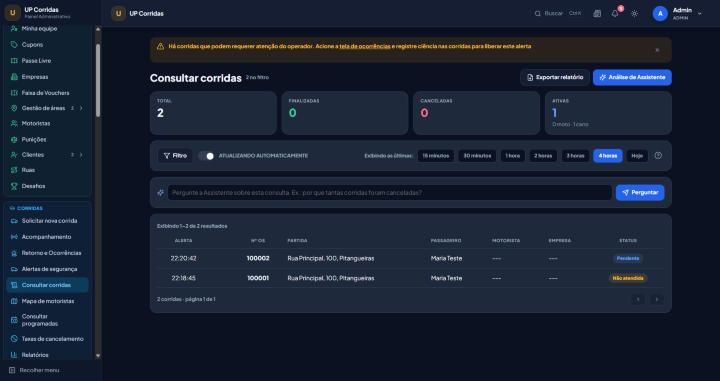 U
UP Corridas
Painel Administrativo
Minha equipe
Cupons
Passe Livre
Empresas
Faixa de Vouchers
Gestão de áreas 2
Motoristas
Punições
Clientes 2
Ruas
Desafios
CORRIDAS
Solicitar nova corrida
Acompanhamento
Retorno e Ocorrências
Alertas de segurança
Consultar corridas
Mapa de motoristas
Consultar
programadas
Taxas de cancelamento
Relatórios
Recolher menu
U
UP Corridas
Buscar Ctrl K
A
Admin
ADMIN
Há corridas que podem requerer atenção do operador. Acione a tela de ocorrências e registre ciência nas corridas para liberar este alerta
Consultar corridas 2 no filtro
Exportar relatório
Análise de Assistente
TOTAL
2
FINALIZADAS
0
CANCELADAS
0
ATIVAS
1
0 moto · 1 carro
Filtro
ATUALIZANDO AUTOMATICAMENTE
Exibindo as últimas: 15 minutos 30 minutos 1 hora 2 horas 3 horas 4 horas Hoje
Pergunte a Assistente sobre esta consulta. Ex.: por que tantas corridas foram canceladas?
Perguntar
Exibindo 1-2 de 2 resultados
ALERTA Nº OS PARTIDA PASSAGEIRO MOTORISTA EMPRESA STATUS
22:20:42 100002 Rua Principal, 100, Pitangueiras Maria Teste --- --- Pendente
22:18:45 100001 Rua Principal, 100, Pitangueiras Maria Teste --- --- Não atendida
2 corridas · página 1 de 1